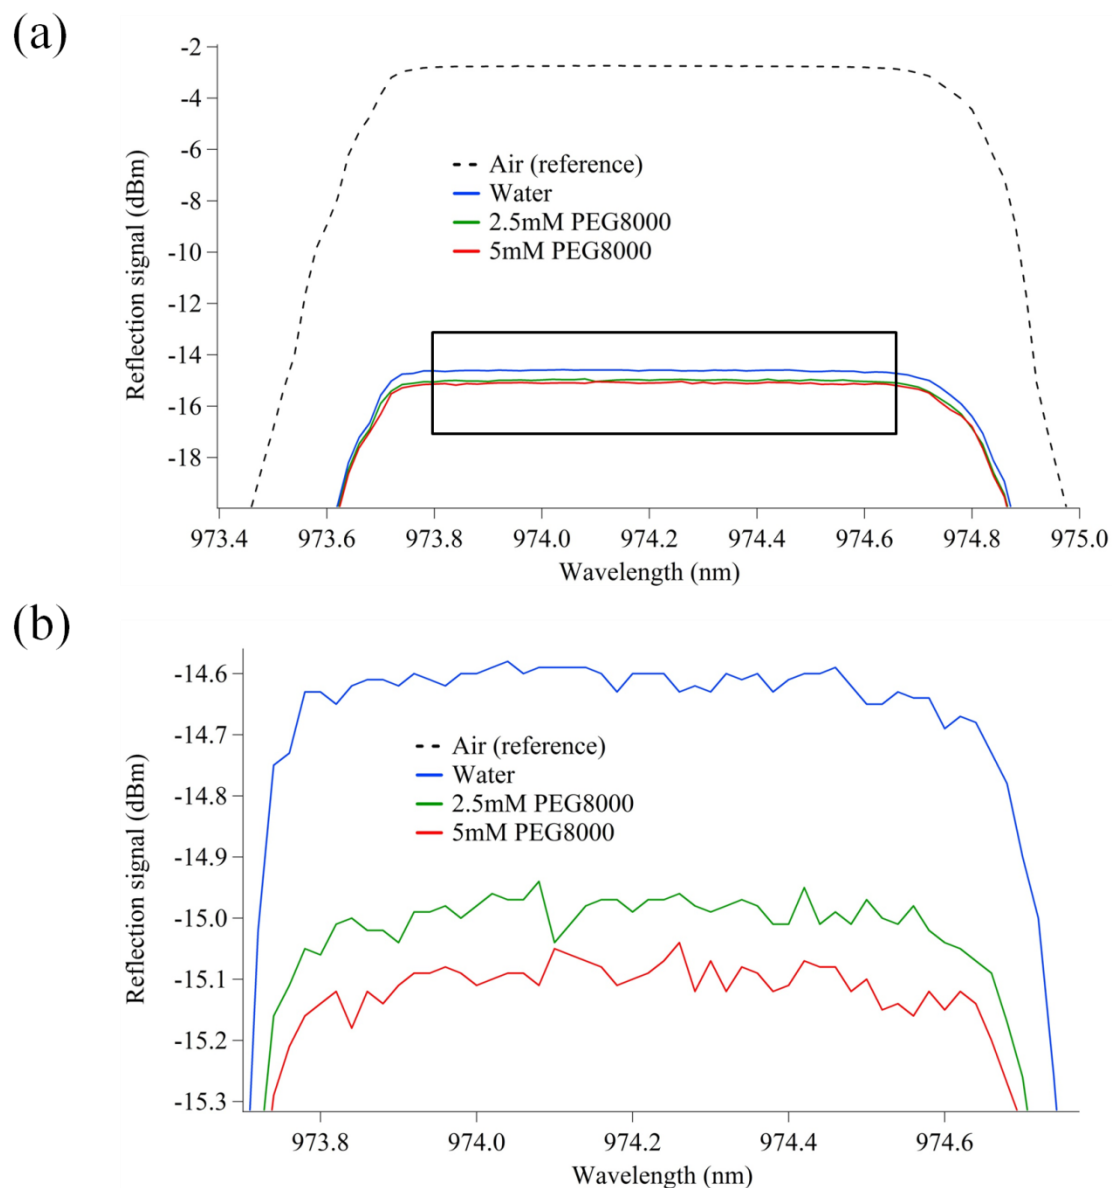 (a)
-2
-4
-6
-8
-10
-12
-14
-16
-18
Reflection signal (dBm)
Air (reference)
Water
2.5mM PEG8000
5mM PEG8000
973.4 973.6 973.8 974.0 974.2 974.4 974.6 974.8 975.0
Wavelength (nm)
(b)
-14.6
-14.7
-14.8
-14.9
-15.0
-15.1
-15.2
-15.3
Reflection signal (dBm)
Air (reference)
Water
2.5mM PEG8000
5mM PEG8000
973.8 974.0 974.2 974.4 974.6
Wavelength (nm)